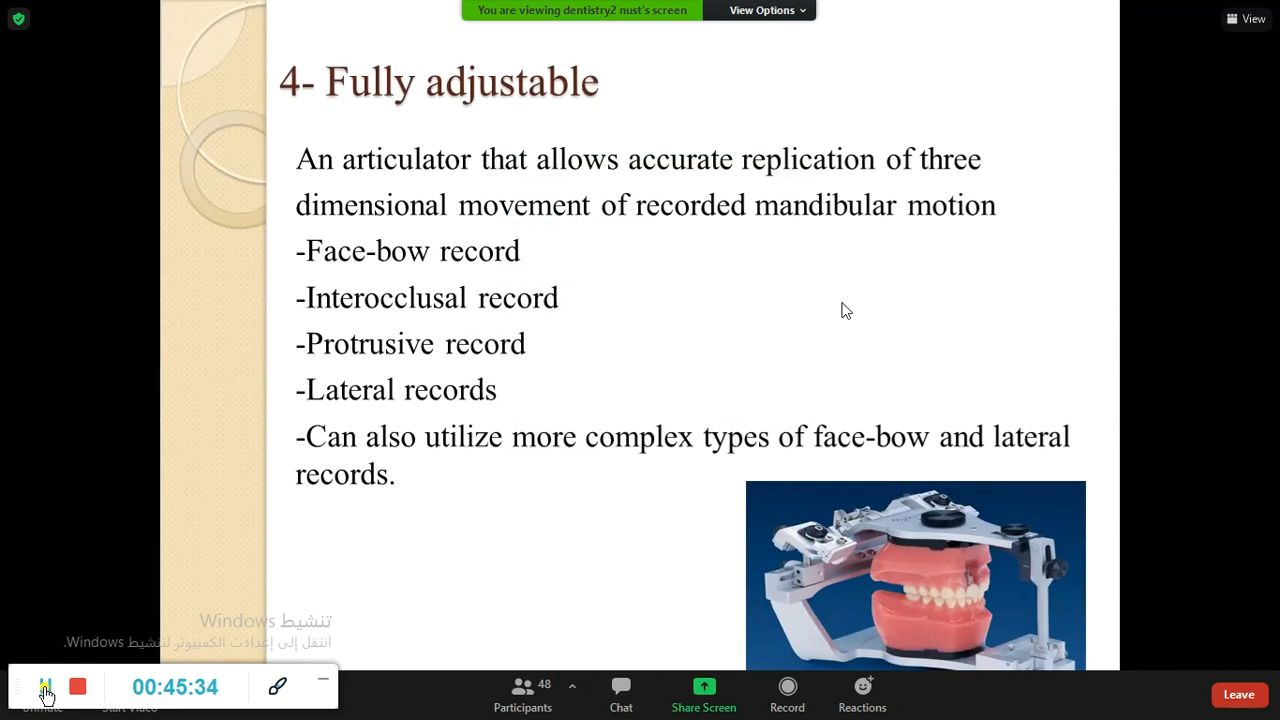 You are viewing dentistry2 nust's screen
View Options
View
4- Fully adjustable
An articulator that allows accurate replication of three
dimensional movement of recorded mandibular motion
-Face-bow record
-Interocclusal record
-Protrusive record
-Lateral records
-Can also utilize more complex types of face-bow and lateral
records.
تنشيط Windows
انتقل إلى إعدادت الكمبيوتر لتنشيط Windows.
00:45:34
48
Participants
Chat
Share Screen
Record
Reactions
Leave